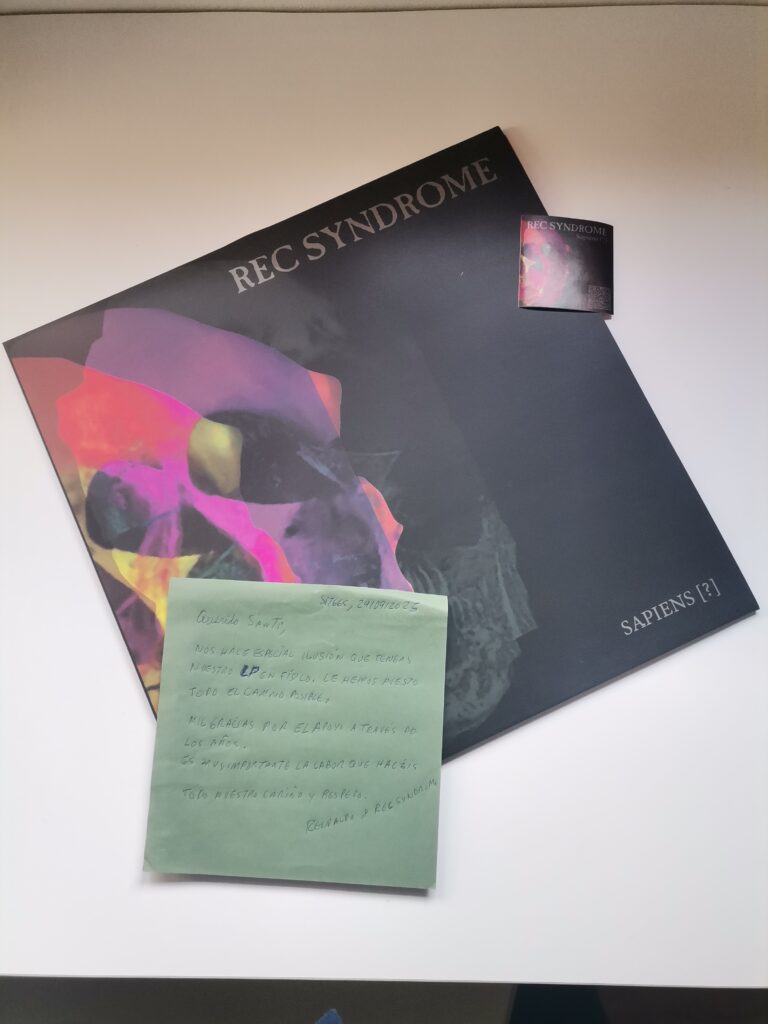 REC SYNDROME
REC SYNDROME
Sapiens [?]
SAPIENS [?]
SITGES, 29/09/2025
Querido SANTI,
NOS HACE ESPECIAL ILUSIÓN QUE TENGAS
NUESTRO LP EN FÍSICO. LE HEMOS PUESTO
TODO EL CARIÑO POSIBLE.
MIL GRACIAS POR EL APOYO A TRAVÉS DE
LOS AÑOS.
ES MUY IMPORTANTE LA LABOR QUE HACÉIS
TODO NUESTRO CARIÑO Y RESPETO.
REC SYNDROME